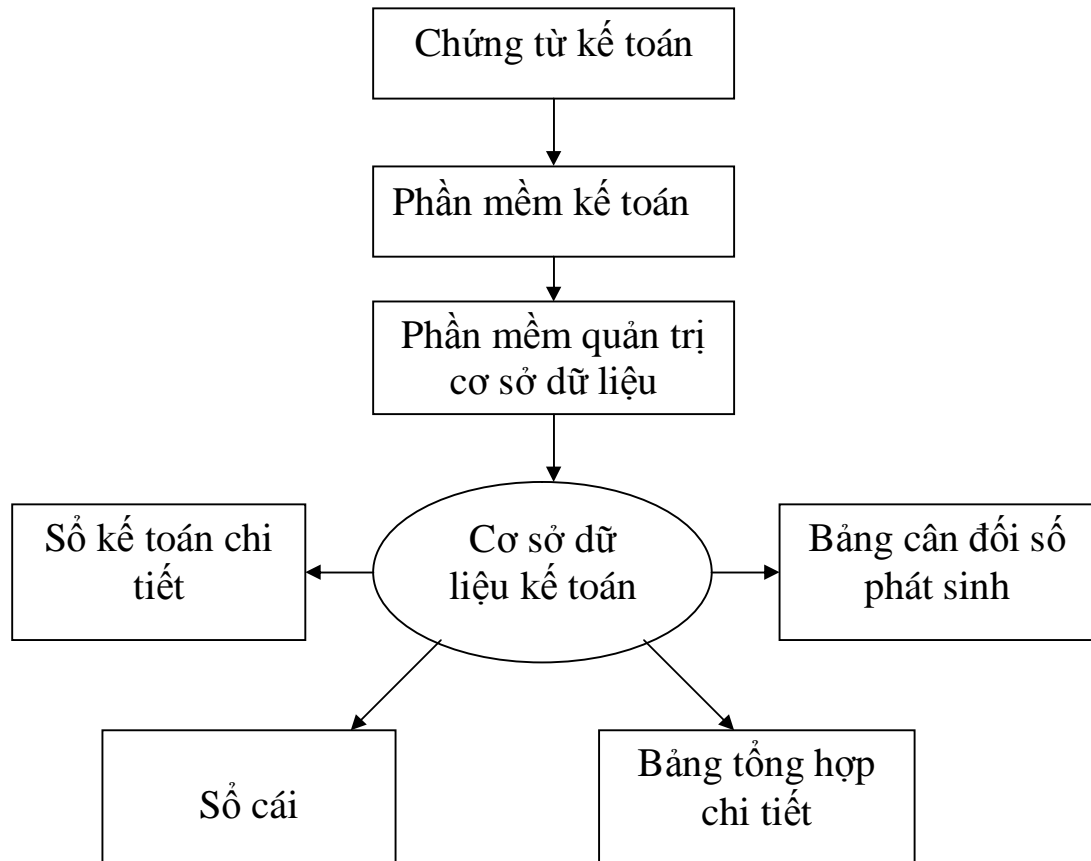 Chứng từ kế toán
Phần mềm kế toán
Phần mềm quản trị
cơ sở dữ liệu
Sổ kế toán chi
tiết
Cơ sở dữ
liệu kế toán
Bảng cân đối số
phát sinh
Sổ cái
Bảng tổng hợp
chi tiết